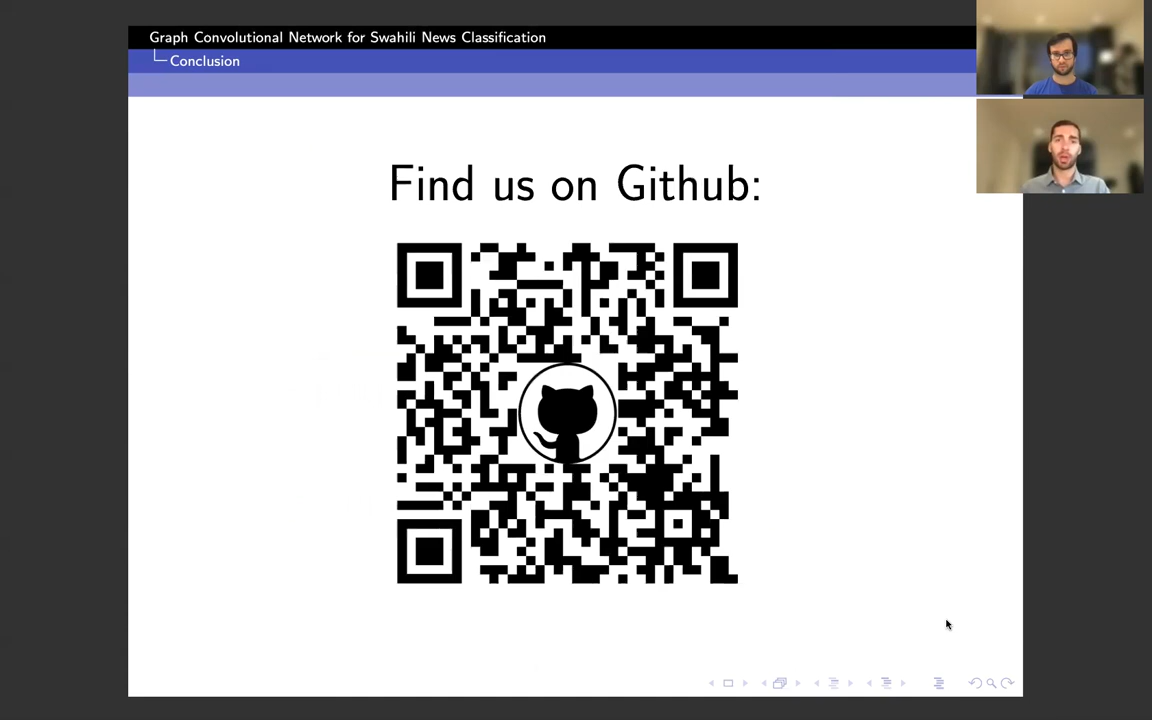 Graph Convolutional Network for Swahili News Classification
Conclusion
Find us on Github: